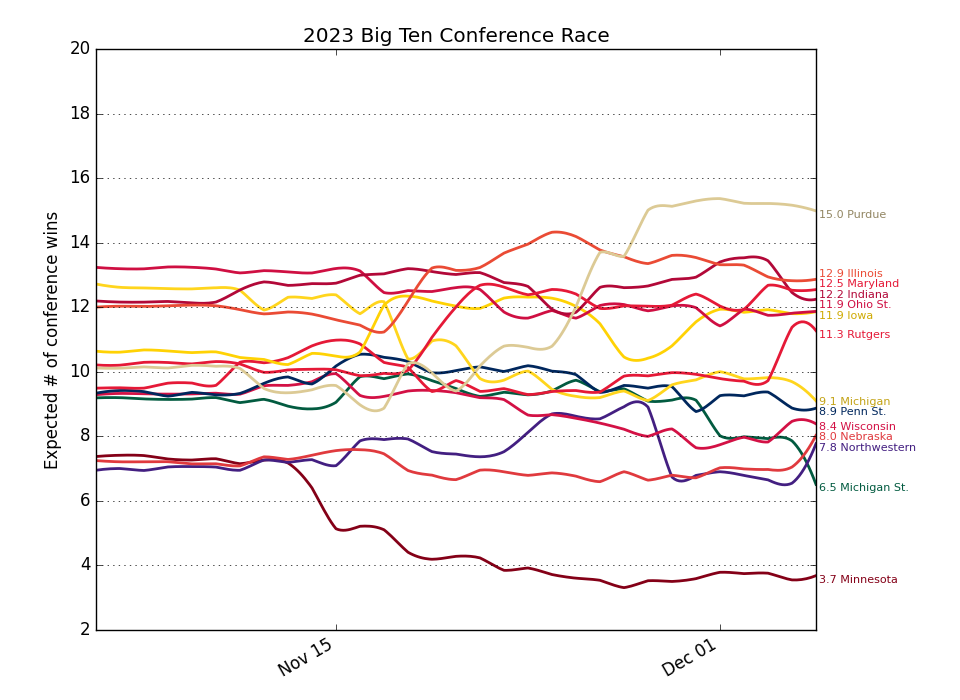 2023 Big Ten Conference Race
Expected # of conference wins
20
18
16
14
12
10
8
6
4
2
Nov 15
Dec 01
15.0 Purdue
12.9 Illinois
12.5 Maryland
12.2 Indiana
11.9 Ohio St.
11.9 Iowa
11.3 Rutgers
9.1 Michigan
8.9 Penn St.
8.4 Wisconsin
8.0 Nebraska
7.8 Northwestern
6.5 Michigan St.
3.7 Minnesota